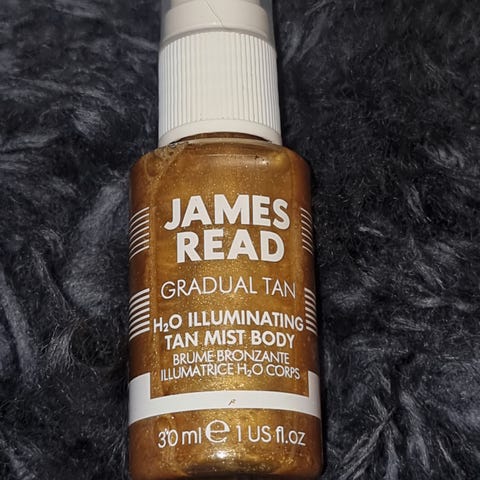 JAMES
READ
GRADUAL TAN
H₂O ILLUMINATING
TAN MIST BODY
BRUME BRONZANTE
ILLUMATRICE H₂O CORPS
30 ml ℮ 1 US fl.oz